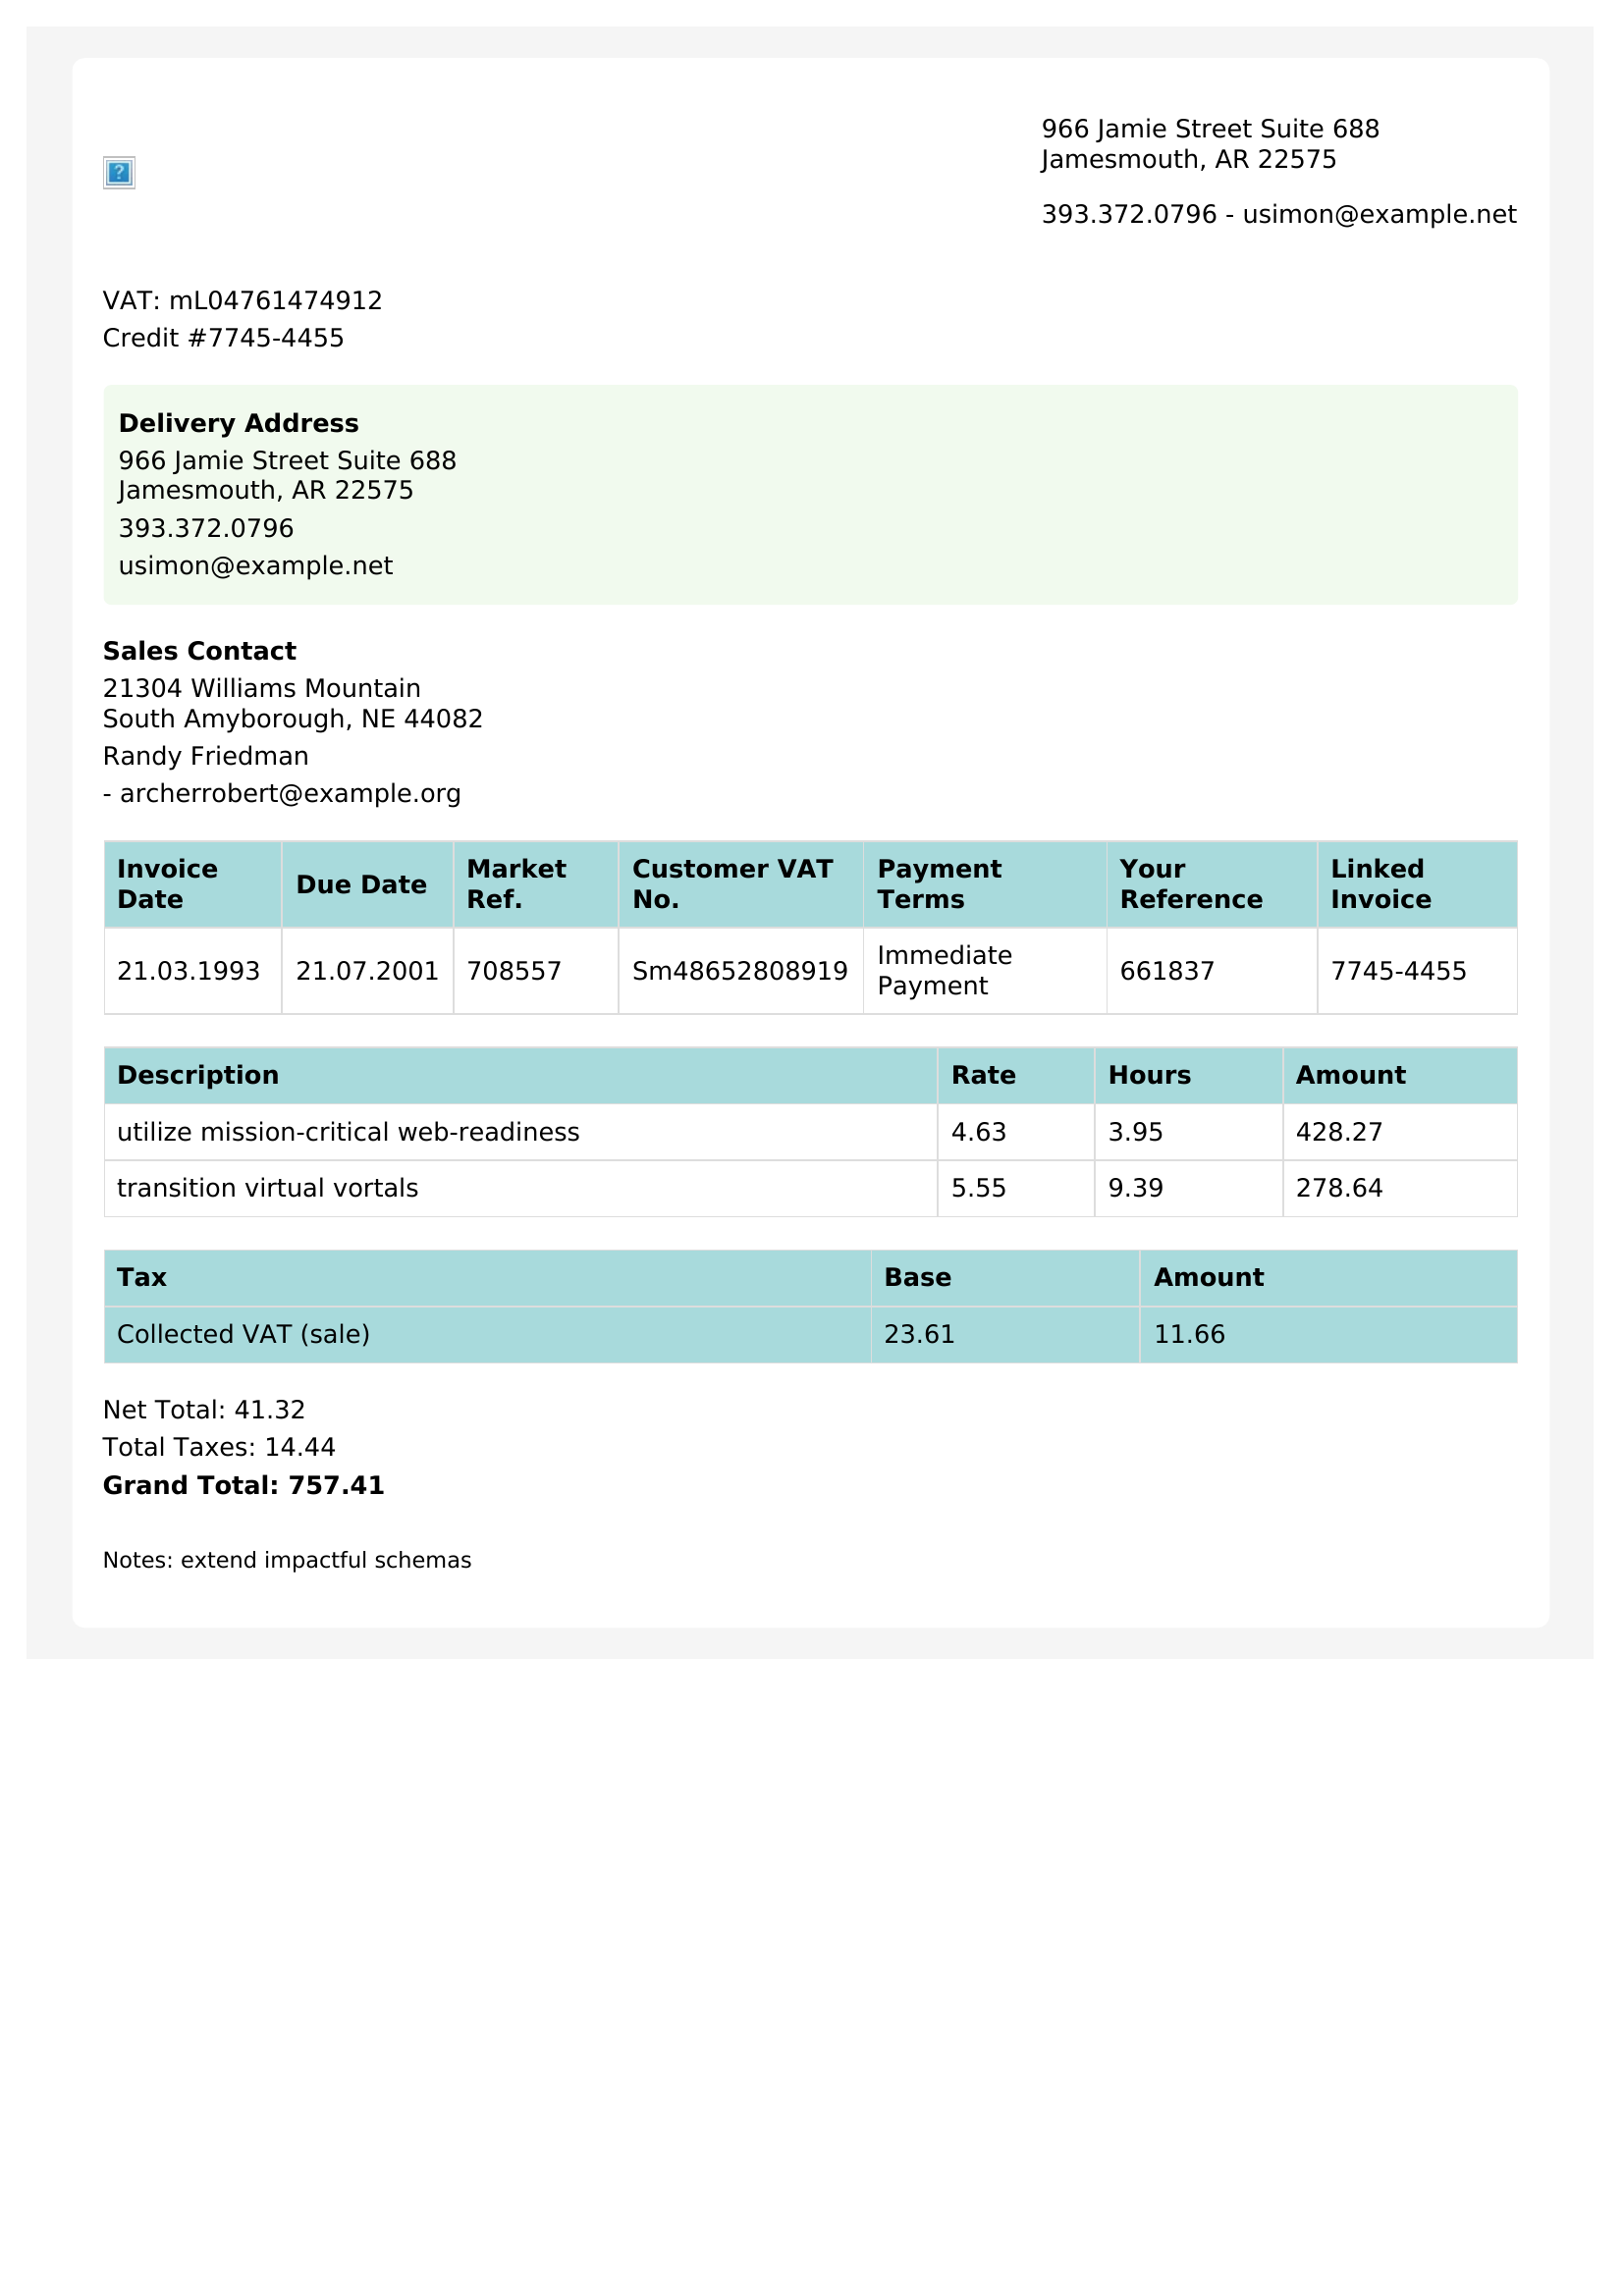 966 Jamie Street Suite 688
Jamesmouth, AR 22575
393.372.0796 - usimon@example.net
VAT: mL04761474912
Credit #7745-4455
Delivery Address
966 Jamie Street Suite 688
Jamesmouth, AR 22575
393.372.0796
usimon@example.net
Sales Contact
21304 Williams Mountain
South Amyborough, NE 44082
Randy Friedman
- archerrobert@example.org
Invoice Date Due Date Market Ref. Customer VAT No. Payment Terms Your Reference Linked Invoice
21.03.1993 21.07.2001 708557 Sm48652808919 Immediate Payment 661837 7745-4455
Description Rate Hours Amount
utilize mission-critical web-readiness 4.63 3.95 428.27
transition virtual vortals 5.55 9.39 278.64
Tax Base Amount
Collected VAT (sale) 23.61 11.66
Net Total: 41.32
Total Taxes: 14.44
Grand Total: 757.41
Notes: extend impactful schemas